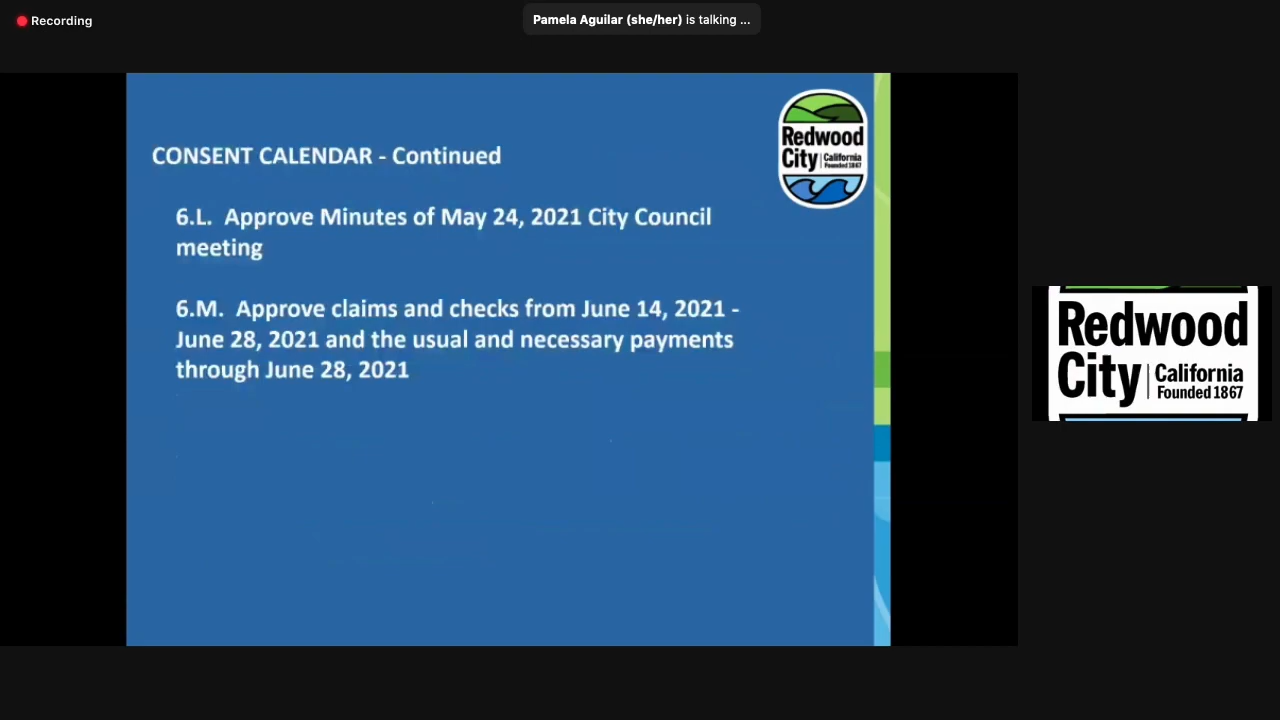 Recording
Pamela Aguilar (she/her) is talking ...
Redwood
City | California
Founded 1867
CONSENT CALENDAR - Continued
6.L. Approve Minutes of May 24, 2021 City Council
meeting
6.M. Approve claims and checks from June 14, 2021 -
June 28, 2021 and the usual and necessary payments
through June 28, 2021
Redwood
City | California
Founded 1867